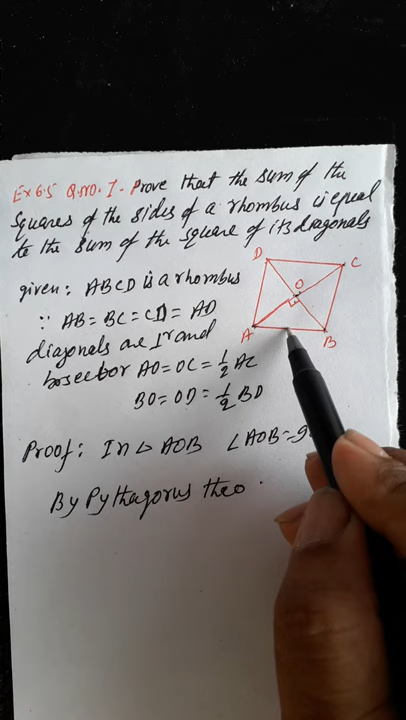 Ex 6.5 Q.NO. 7. Prove that the sum of the
squares of the sides of a rhombus is equal
to the sum of the square of its diagonals
D
C
O
A
B
given: ABCD is a rhombus
∵ AB = BC = CD = AD
diagonals are ⊥r and
bosector AO = OC = 1/2 AC
BO = OD = 1/2 BD
Proof: In △ AOB ∠AOB = 9
By Pythagorus theo